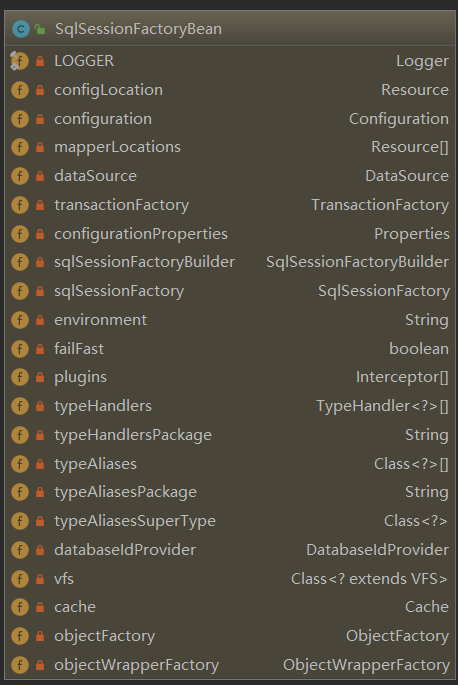 C SqlSessionFactoryBean
f LOGGER Logger
f configLocation Resource
f configuration Configuration
f mapperLocations Resource[]
f dataSource DataSource
f transactionFactory TransactionFactory
f configurationProperties Properties
f sqlSessionFactoryBuilder SqlSessionFactoryBuilder
f sqlSessionFactory SqlSessionFactory
f environment String
f failFast boolean
f plugins Interceptor[]
f typeHandlers TypeHandler<?>[]
f typeHandlersPackage String
f typeAliases Class<?>[]
f typeAliasesPackage String
f typeAliasesSuperType Class<?>
f databaseIdProvider DatabaseIdProvider
f vfs Class<? extends VFS>
f cache Cache
f objectFactory ObjectFactory
f objectWrapperFactory ObjectWrapperFactory